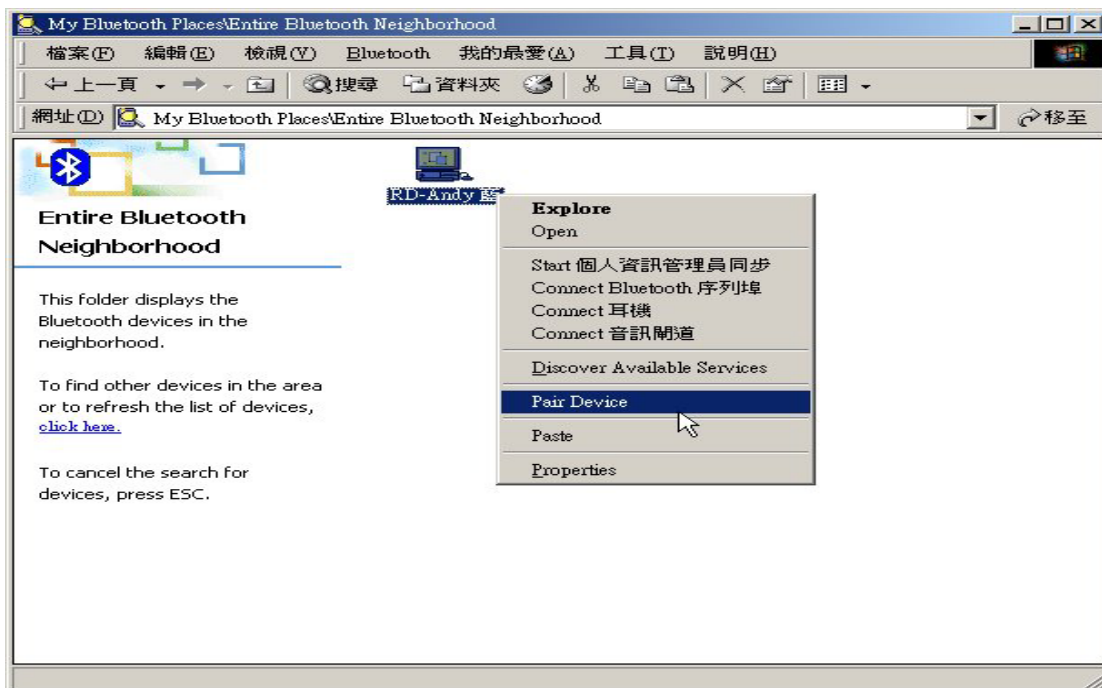 My Bluetooth Places\Entire Bluetooth Neighborhood
檔案(F) 編輯(E) 檢視(V) Bluetooth 我的最愛(A) 工具(T) 說明(H)
上一頁 搜尋 資料夾
網址(D) My Bluetooth Places\Entire Bluetooth Neighborhood 移至
RD-Andy
Entire Bluetooth
Neighborhood
This folder displays the
Bluetooth devices in the
neighborhood.
To find other devices in the area
or to refresh the list of devices,
click here.
To cancel the search for
devices, press ESC.
Explore
Open
Start 個人資訊管理員同步
Connect Bluetooth 序列埠
Connect 耳機
Connect 音訊閘道
Discover Available Services
Pair Device
Paste
Properties